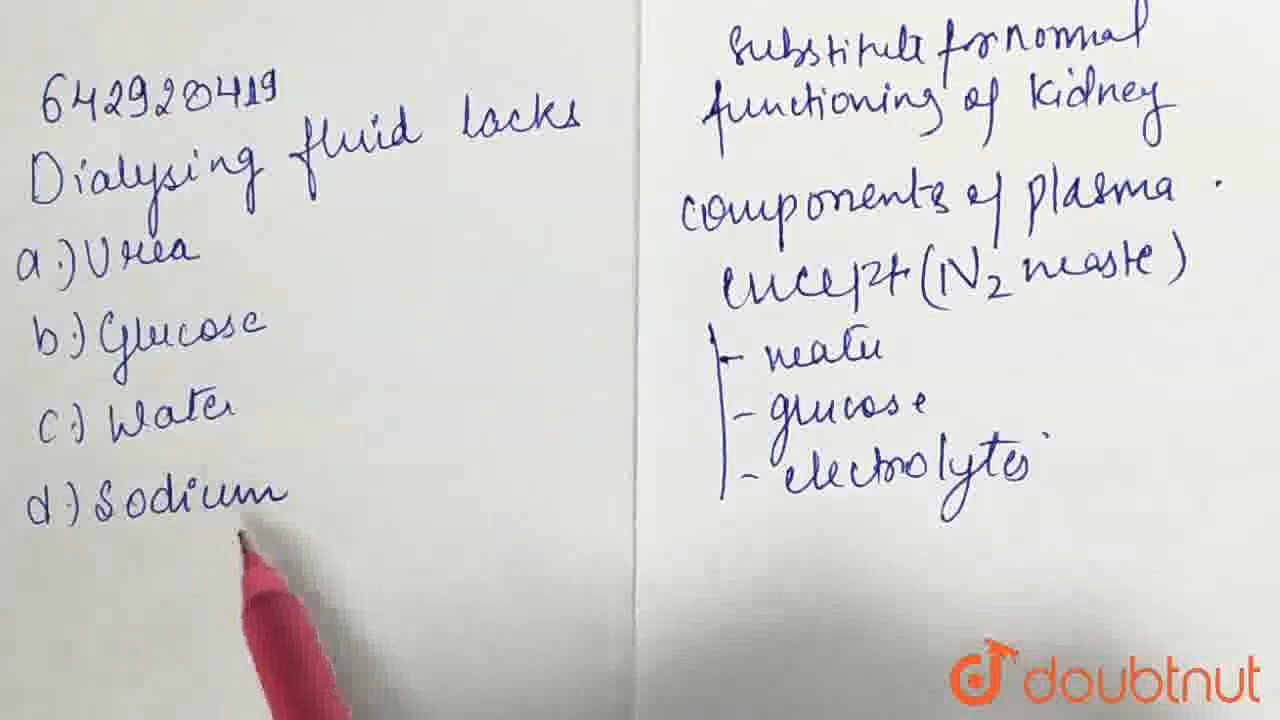 642920419
Dialysing fluid lacks
a.) Urea
b.) Glucose
c.) Water
d.) Sodium
Substitute for normal
functioning of Kidney
components of plasma .
except (N2 waste)
- water
- glucose
- electrolytes
doubtnut